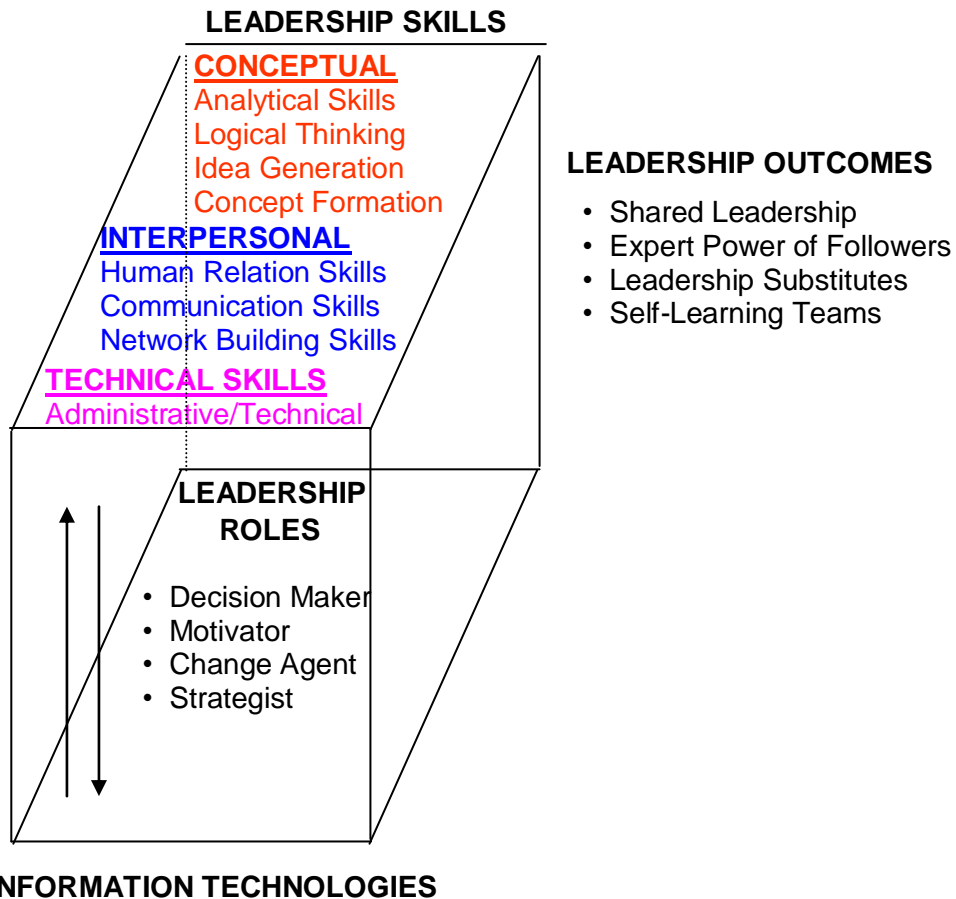 LEADERSHIP SKILLS
CONCEPTUAL
Analytical Skills
Logical Thinking
Idea Generation
Concept Formation
INTERPERSONAL
Human Relation Skills
Communication Skills
Network Building Skills
TECHNICAL SKILLS
Administrative/Technical
LEADERSHIP OUTCOMES
• Shared Leadership
• Expert Power of Followers
• Leadership Substitutes
• Self-Learning Teams
LEADERSHIP
ROLES
• Decision Maker
• Motivator
• Change Agent
• Strategist
NFORMATION TECHNOLOGIES